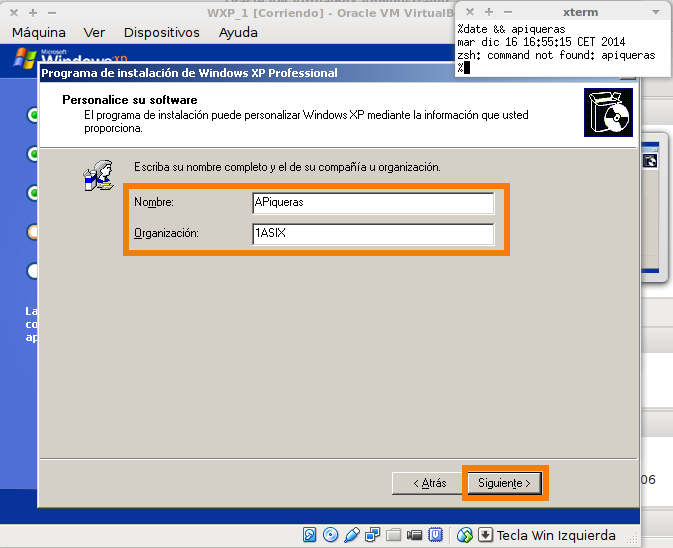 WXP_1 [Corriendo] - Oracle VM VirtualB
xterm
Máquina Ver Dispositivos Ayuda
%date && apiqueras
mar dic 16 16:55:15 CET 2014
zsh: command not found: apiqueras
%
Microsoft
Windows xp
Programa de instalación de Windows XP Professional
Personalice su software
El programa de instalación puede personalizar Windows XP mediante la información que usted
proporciona.
Escriba su nombre completo y el de su compañía u organización.
Nombre: APiqueras
Organización: 1ASIX
La
co
ap
< Atrás Siguiente >
06
Tecla Win Izquierda